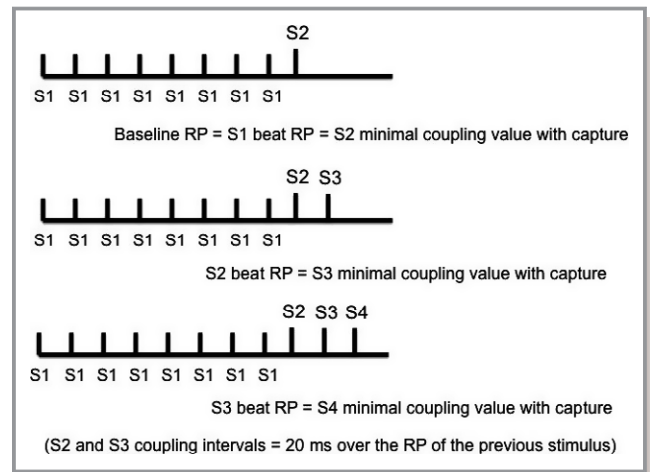 S2
S1 S1 S1 S1 S1 S1 S1 S1
Baseline RP = S1 beat RP = S2 minimal coupling value with capture
S2 S3
S1 S1 S1 S1 S1 S1 S1 S1
S2 beat RP = S3 minimal coupling value with capture
S2 S3 S4
S1 S1 S1 S1 S1 S1 S1 S1
S3 beat RP = S4 minimal coupling value with capture
(S2 and S3 coupling intervals = 20 ms over the RP of the previous stimulus)